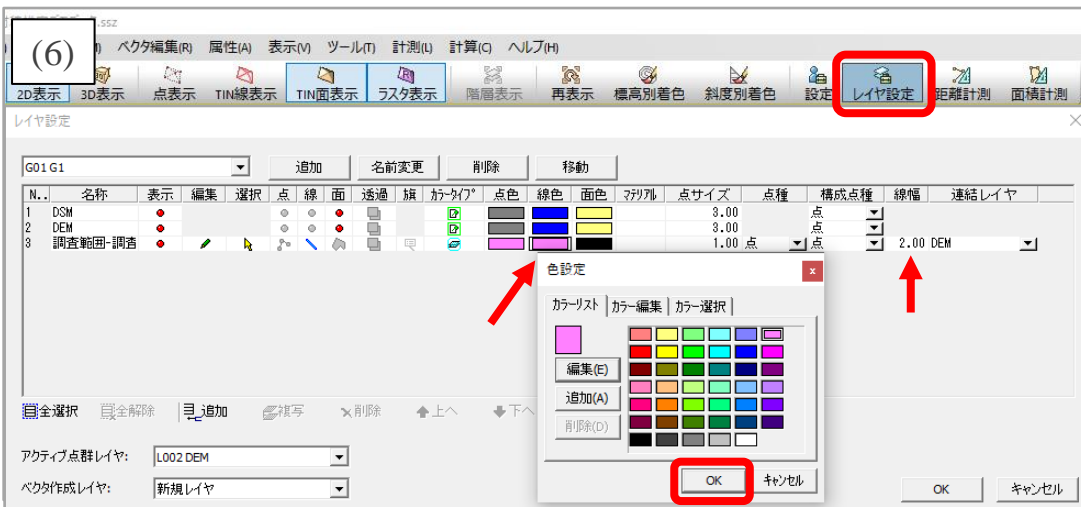 .ssz
(6)
ベクタ編集(R) 属性(A) 表示(V) ツール(T) 計測(L) 計算(C) ヘルプ(H)
2D表示 3D表示 点表示 TIN線表示 TIN面表示 ラスタ表示 階層表示 再表示 標高別着色 斜度別着色 設定 レイヤ設定 距離計測 面積計測
レイヤ設定
G01 G1 追加 名前変更 削除 移動
N.. 名称 表示 編集 選択 点 線 面 透過 旗 ｶﾗｰﾀｲﾌﾟ 点色 線色 面色 ﾏﾃﾘｱﾙ 点サイズ 点種 構成点種 線幅 連結レイヤ
1 DSM 3.00 点
2 DEM 3.00 点
3 調査範囲-調査 1.00 点 点 2.00 DEM
色設定
カラーリスト カラー編集 カラー選択
編集(E)
追加(A)
削除(D)
全選択 全解除 追加 複写 削除 上へ 下へ
アクティブ点群レイヤ: L002 DEM
ベクタ作成レイヤ: 新規レイヤ
OK キャンセル
OK キャンセル